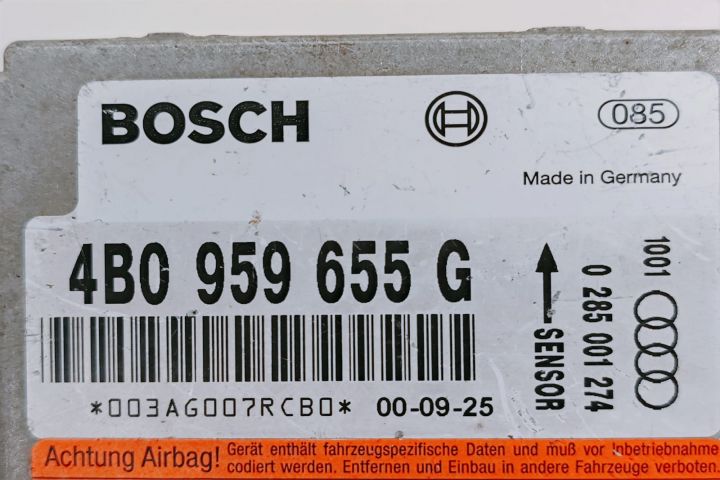 BOSCH
085
Made in Germany
4B0 959 655 G
SENSOR
0 285 001 274
1001
*003AG007RCB0* 00-09-25
Achtung Airbag!
Gerät enthält fahrzeugspezifische Daten und muß vor Inbetriebnahme
codiert werden. Entfernen und Einbau in andere Fahrzeuge verboten.